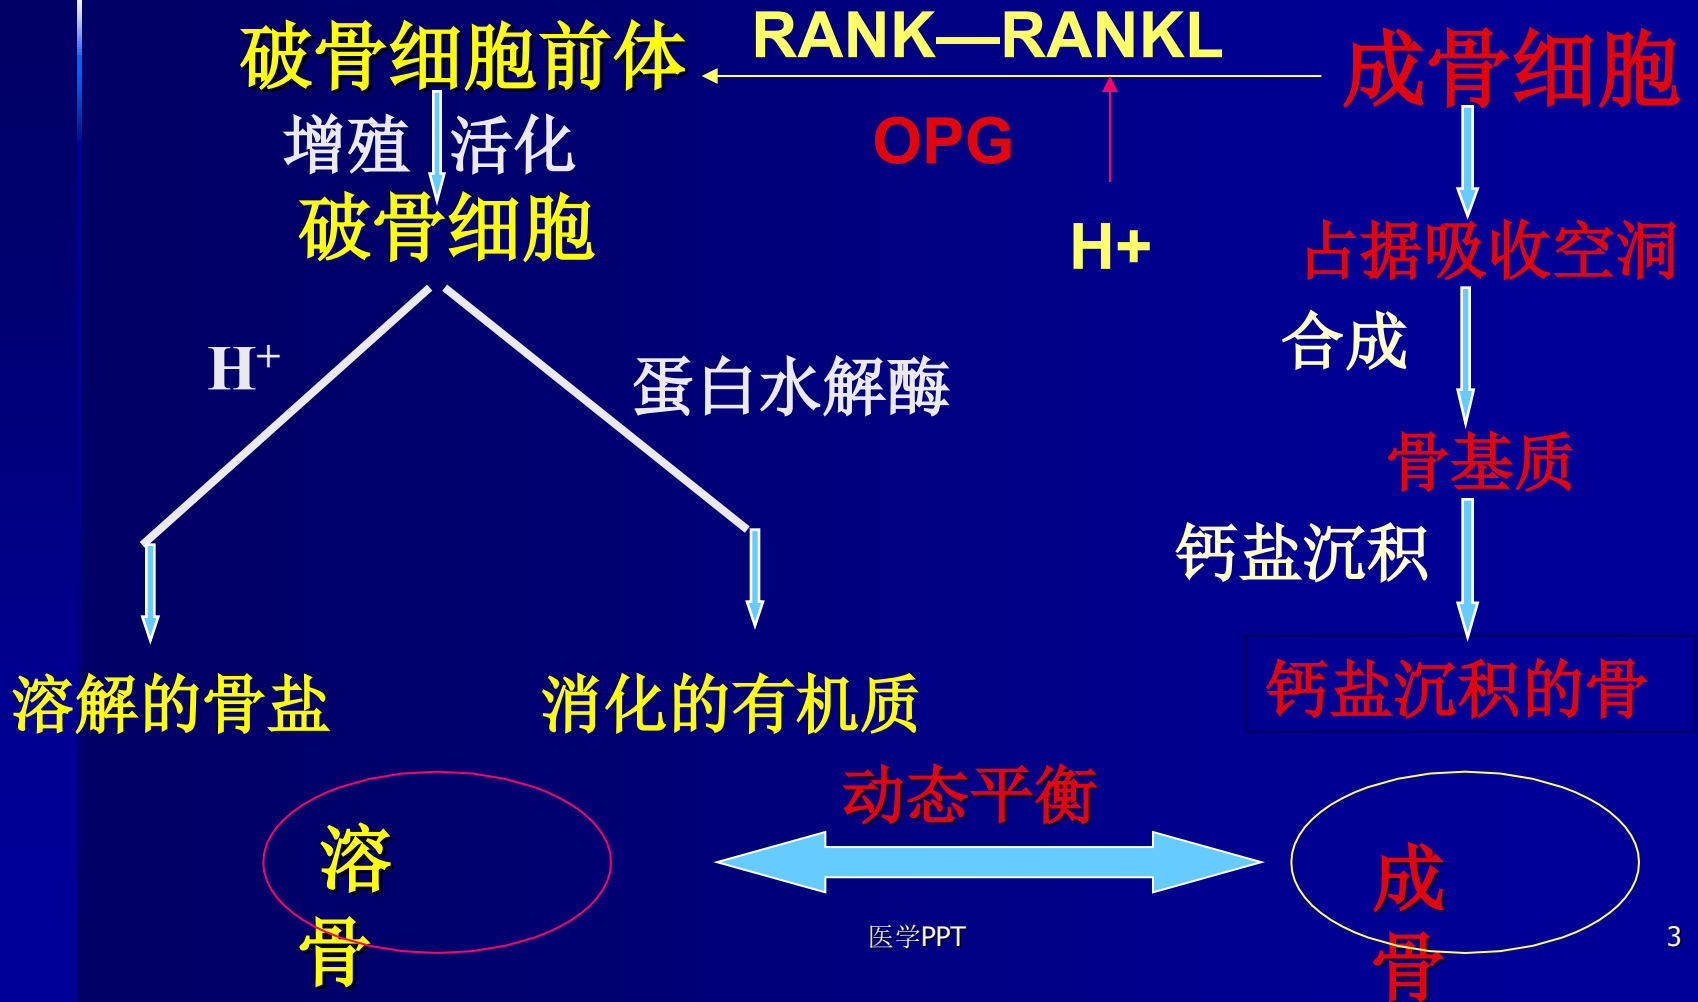 破骨细胞前体
RANK—RANKL
成骨细胞
增殖 活化
OPG
破骨细胞
H+
占据吸收空洞
合成
H+
蛋白水解酶
骨基质
钙盐沉积
溶解的骨盐
消化的有机质
钙盐沉积的骨
动态平衡
溶
骨
成
骨
医学PPT
3